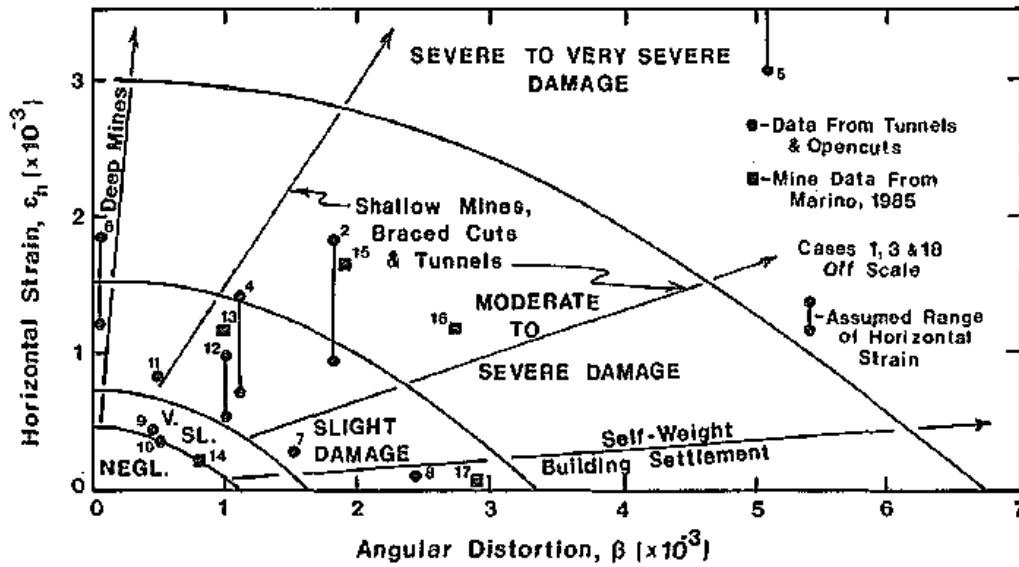 SEVERE TO VERY SEVERE
DAMAGE
5
-Data From Tunnels
& Opencuts
-Mine Data From
Marino, 1985
Cases 1, 3 & 18
Off Scale
-Assumed Range
of Horizontal
Strain
Deep Mines
6
Shallow Mines,
Braced Cuts
& Tunnels
2
15
MODERATE
TO
SEVERE DAMAGE
16
4
13
12
11
9
V.
SL.
10
14
NEGL.
SLIGHT
DAMAGE
7
8
17
Self-Weight
Building Settlement
3
2
1
0
0 1 2 3 4 5 6 7
Horizontal Strain, εh (x10-3)
Angular Distortion, β (x10-3)